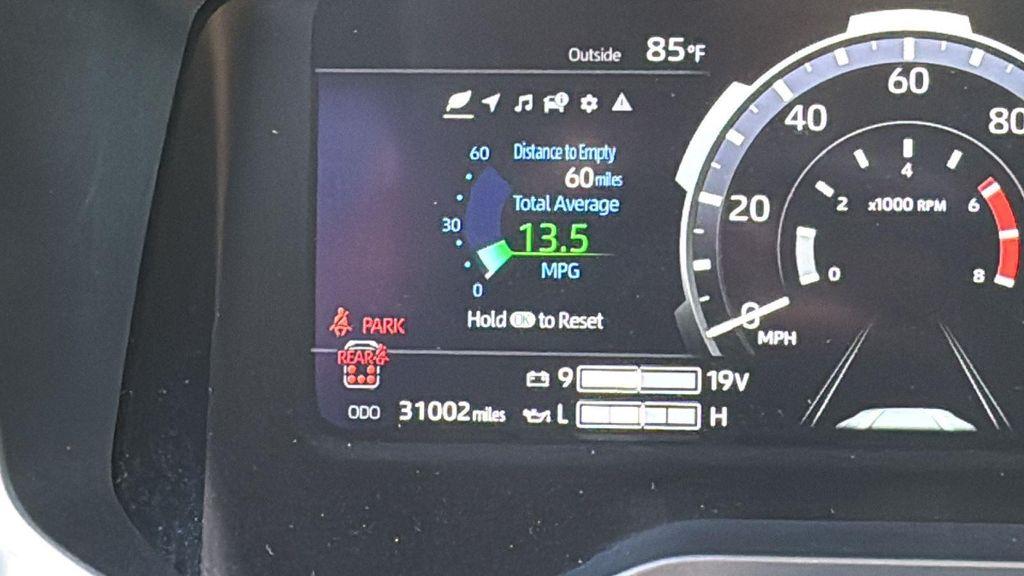 Outside 85°F
60
Distance to Empty
60 miles
Total Average
30
13.5
MPG
0
Hold OK to Reset
PARK
REAR
9 19V
ODO 31002 miles L H
0 20 40 60 80
MPH
0 2 4 6 8
x1000 RPM